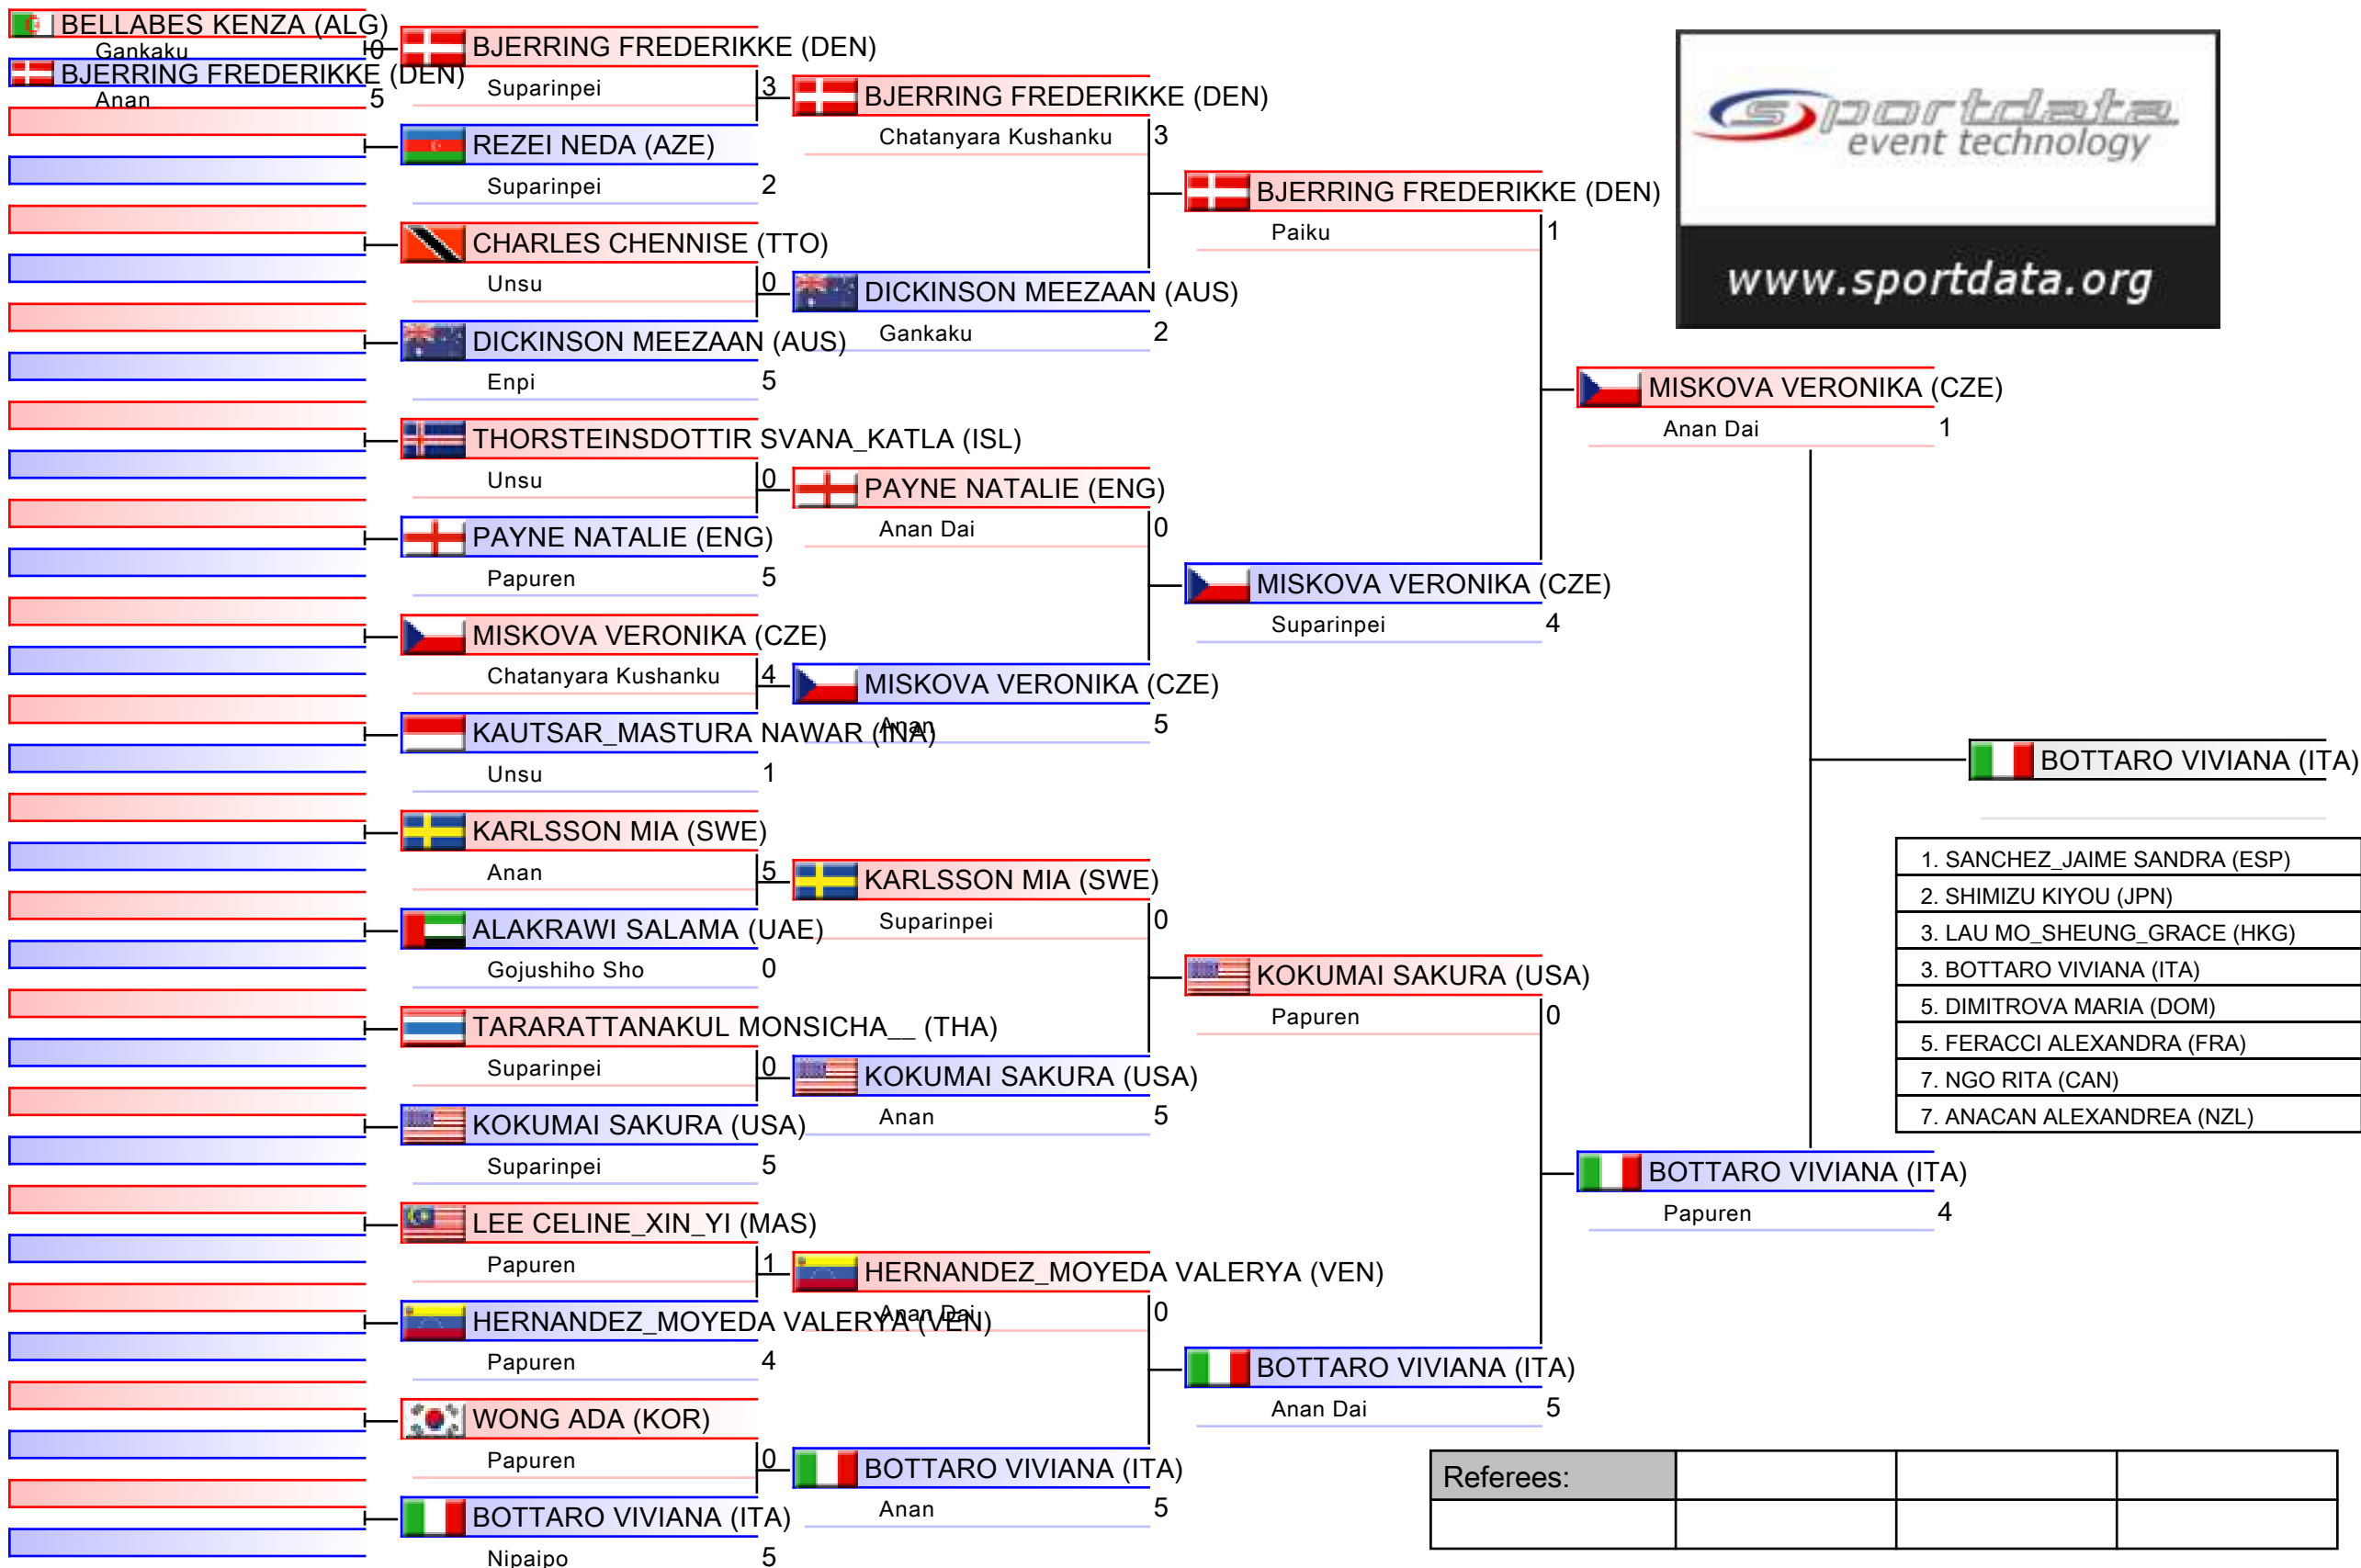 BELLABES KENZA (ALG)
Gankaku 0
BJERRING FREDERIKKE (DEN)
Anan 5
BJERRING FREDERIKKE (DEN)
Suparinpei 3
REZEI NEDA (AZE)
Suparinpei 2
CHARLES CHENNISE (TTO)
Unsu 0
DICKINSON MEEZAAN (AUS)
Enpi 5
THORSTEINSDOTTIR SVANA_KATLA (ISL)
Unsu 0
PAYNE NATALIE (ENG)
Papuren 5
MISKOVA VERONIKA (CZE)
Chatanyara Kushanku 4
KAUTSAR_MASTURA NAWAR (INA)
Unsu 1
KARLSSON MIA (SWE)
Anan 5
ALAKRAWI SALAMA (UAE)
Gojushiho Sho 0
TARARATTANAKUL MONSICHA__ (THA)
Suparinpei 0
KOKUMAI SAKURA (USA)
Suparinpei 5
LEE CELINE_XIN_YI (MAS)
Papuren 1
HERNANDEZ_MOYEDA VALERYA (VEN)
Papuren 4
WONG ADA (KOR)
Papuren 0
BOTTARO VIVIANA (ITA)
Nipaipo 5
BJERRING FREDERIKKE (DEN)
Chatanyara Kushanku 3
DICKINSON MEEZAAN (AUS)
Gankaku 2
PAYNE NATALIE (ENG)
Anan Dai 0
MISKOVA VERONIKA (CZE)
Anan 5
KARLSSON MIA (SWE)
Suparinpei 0
KOKUMAI SAKURA (USA)
Anan 5
HERNANDEZ_MOYEDA VALERYA (VEN)
Anan Dai 0
BOTTARO VIVIANA (ITA)
Anan 5
BJERRING FREDERIKKE (DEN)
Paiku 1
MISKOVA VERONIKA (CZE)
Suparinpei 4
KOKUMAI SAKURA (USA)
Papuren 0
BOTTARO VIVIANA (ITA)
Anan Dai 5
MISKOVA VERONIKA (CZE)
Anan Dai 1
BOTTARO VIVIANA (ITA)
Papuren 4
BOTTARO VIVIANA (ITA)
sportdata
event technology
www.sportdata.org
1. SANCHEZ_JAIME SANDRA (ESP)
2. SHIMIZU KIYOU (JPN)
3. LAU MO_SHEUNG_GRACE (HKG)
3. BOTTARO VIVIANA (ITA)
5. DIMITROVA MARIA (DOM)
5. FERACCI ALEXANDRA (FRA)
7. NGO RITA (CAN)
7. ANACAN ALEXANDREA (NZL)
Referees: